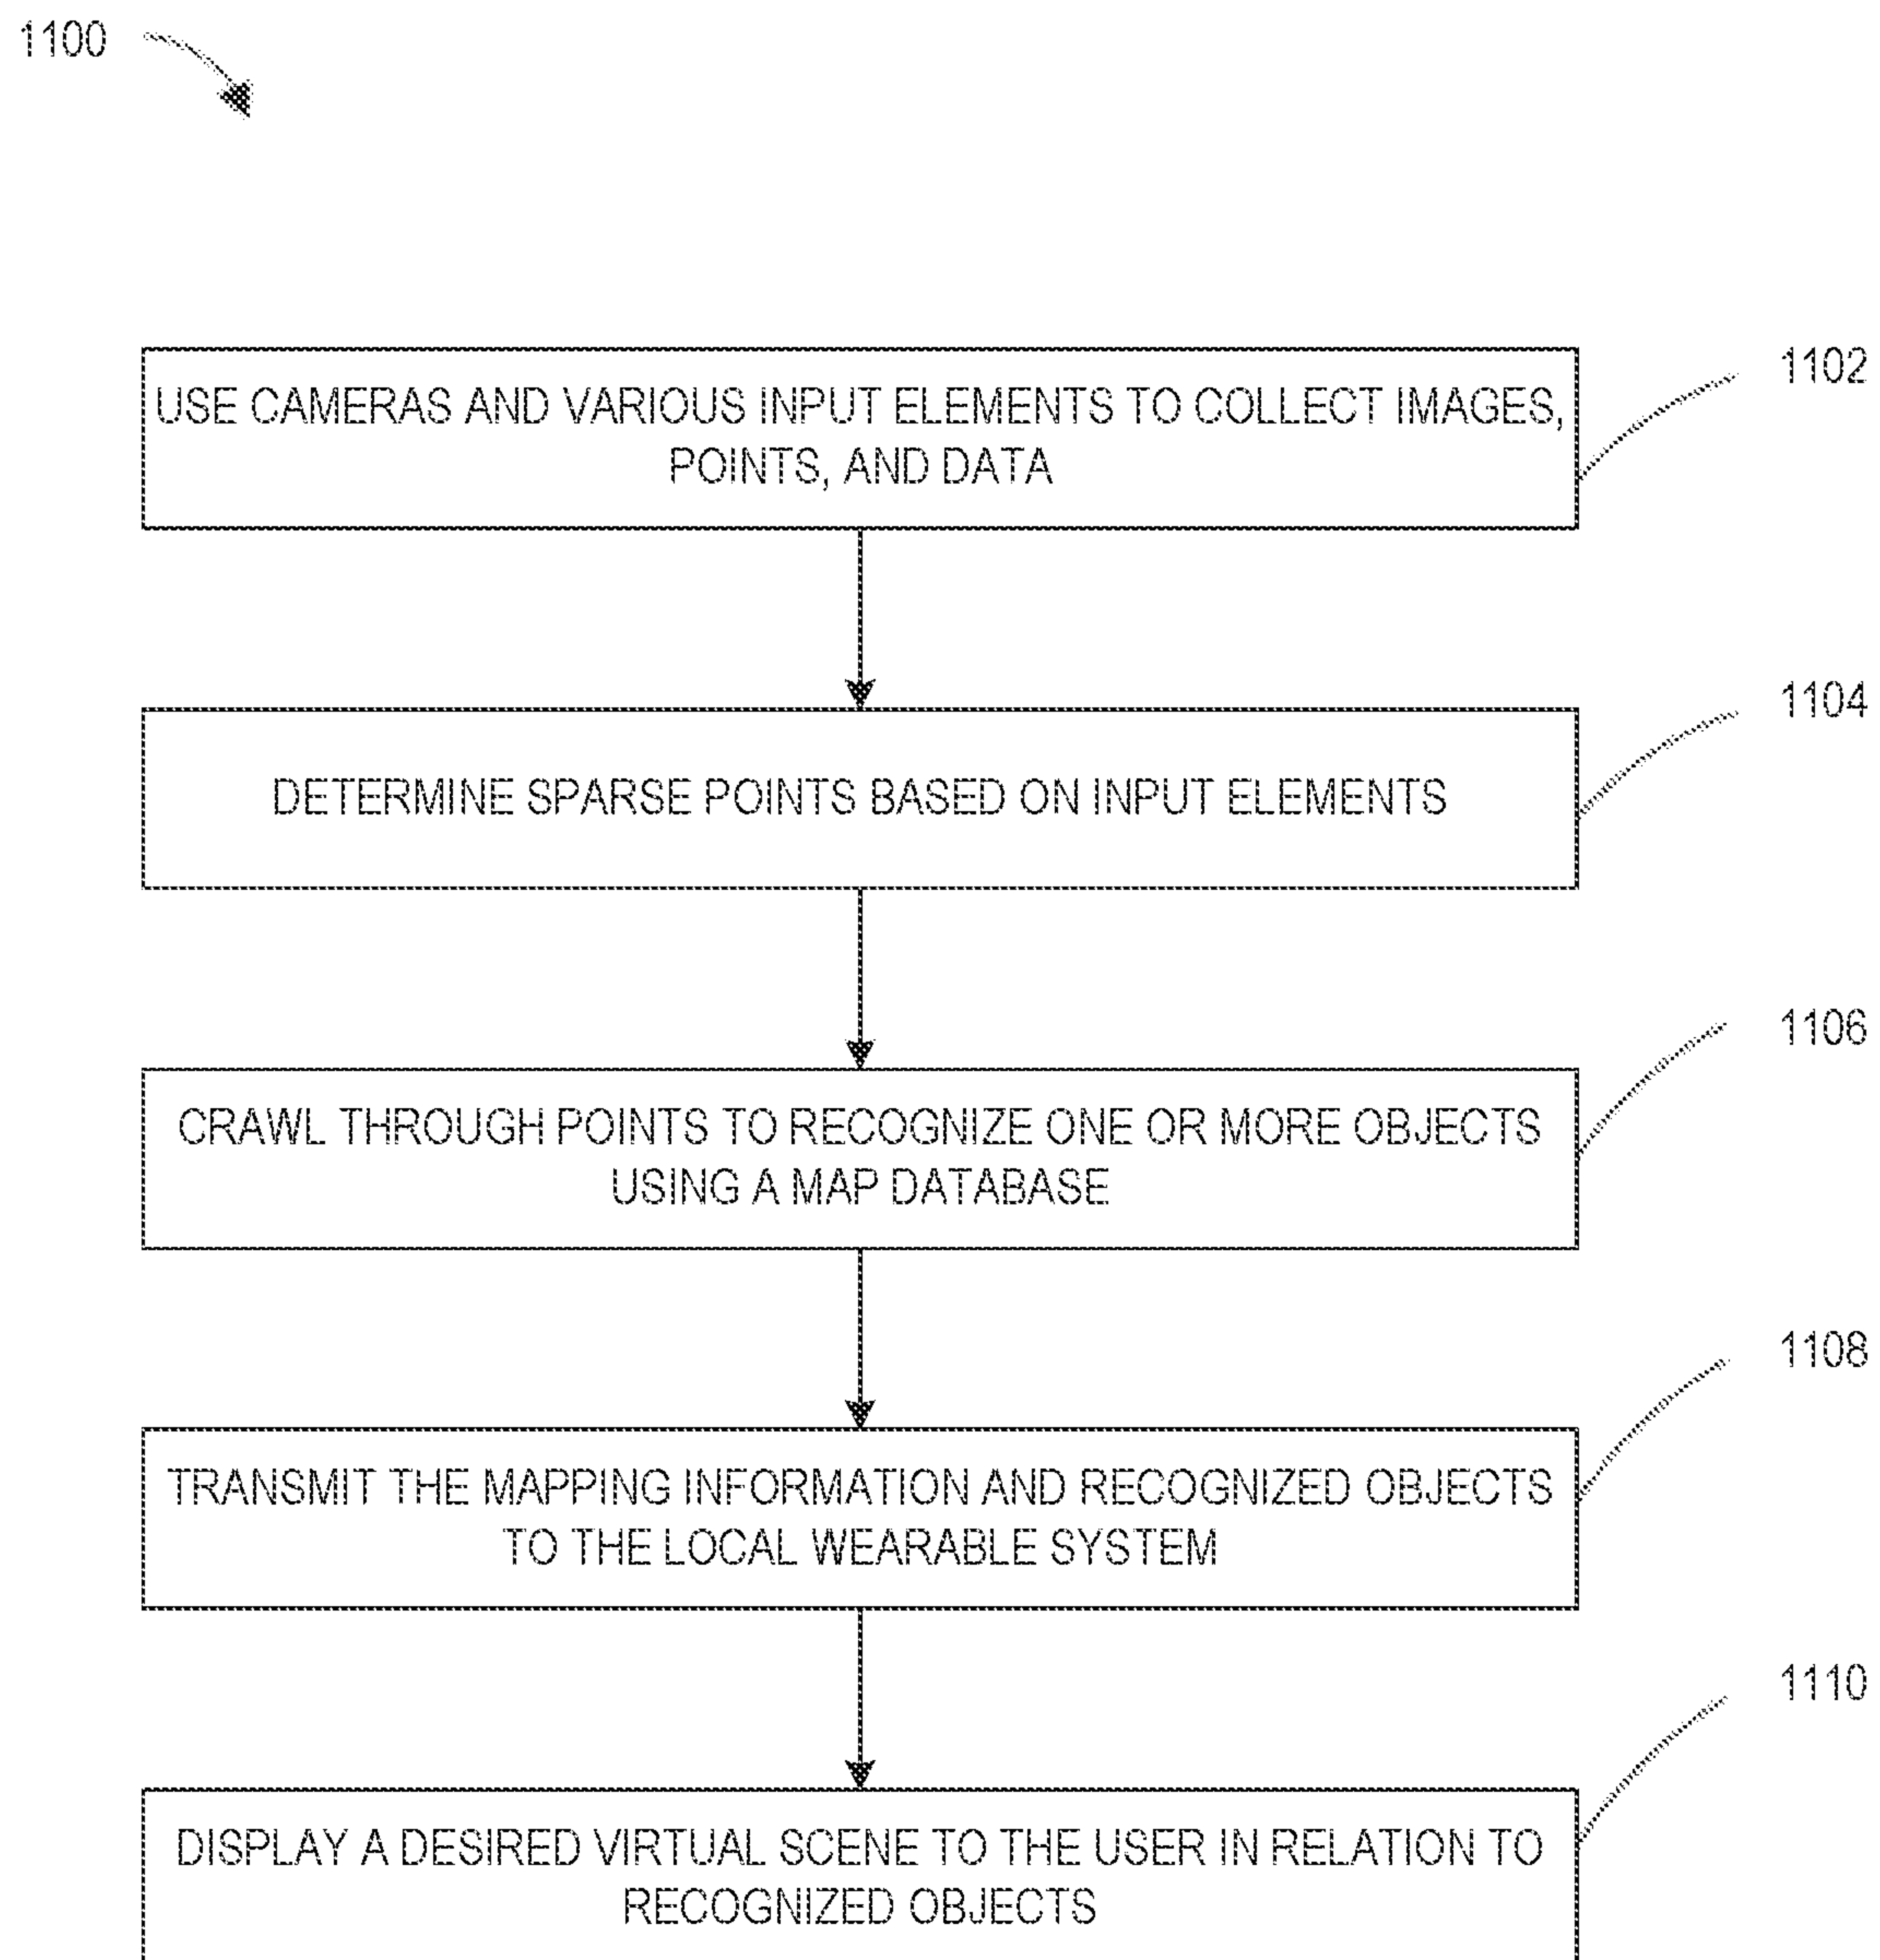 1100
USE CAMERAS AND VARIOUS INPUT ELEMENTS TO COLLECT IMAGES,
POINTS, AND DATA
1102
DETERMINE SPARSE POINTS BASED ON INPUT ELEMENTS
1104
CRAWL THROUGH POINTS TO RECOGNIZE ONE OR MORE OBJECTS
USING A MAP DATABASE
1106
TRANSMIT THE MAPPING INFORMATION AND RECOGNIZED OBJECTS
TO THE LOCAL WEARABLE SYSTEM
1108
DISPLAY A DESIRED VIRTUAL SCENE TO THE USER IN RELATION TO
RECOGNIZED OBJECTS
1110